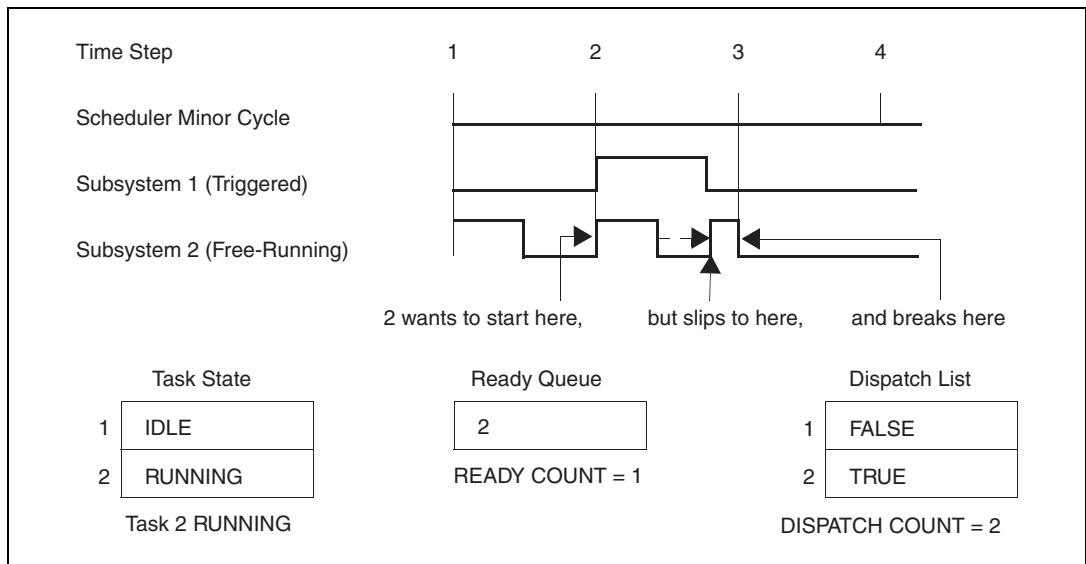 Time Step 1 2 3 4
Scheduler Minor Cycle
Subsystem 1 (Triggered)
Subsystem 2 (Free-Running)
2 wants to start here, but slips to here, and breaks here
Task State Ready Queue Dispatch List
1 IDLE 2 1 FALSE
2 RUNNING READY COUNT = 1 2 TRUE
Task 2 RUNNING DISPATCH COUNT = 2